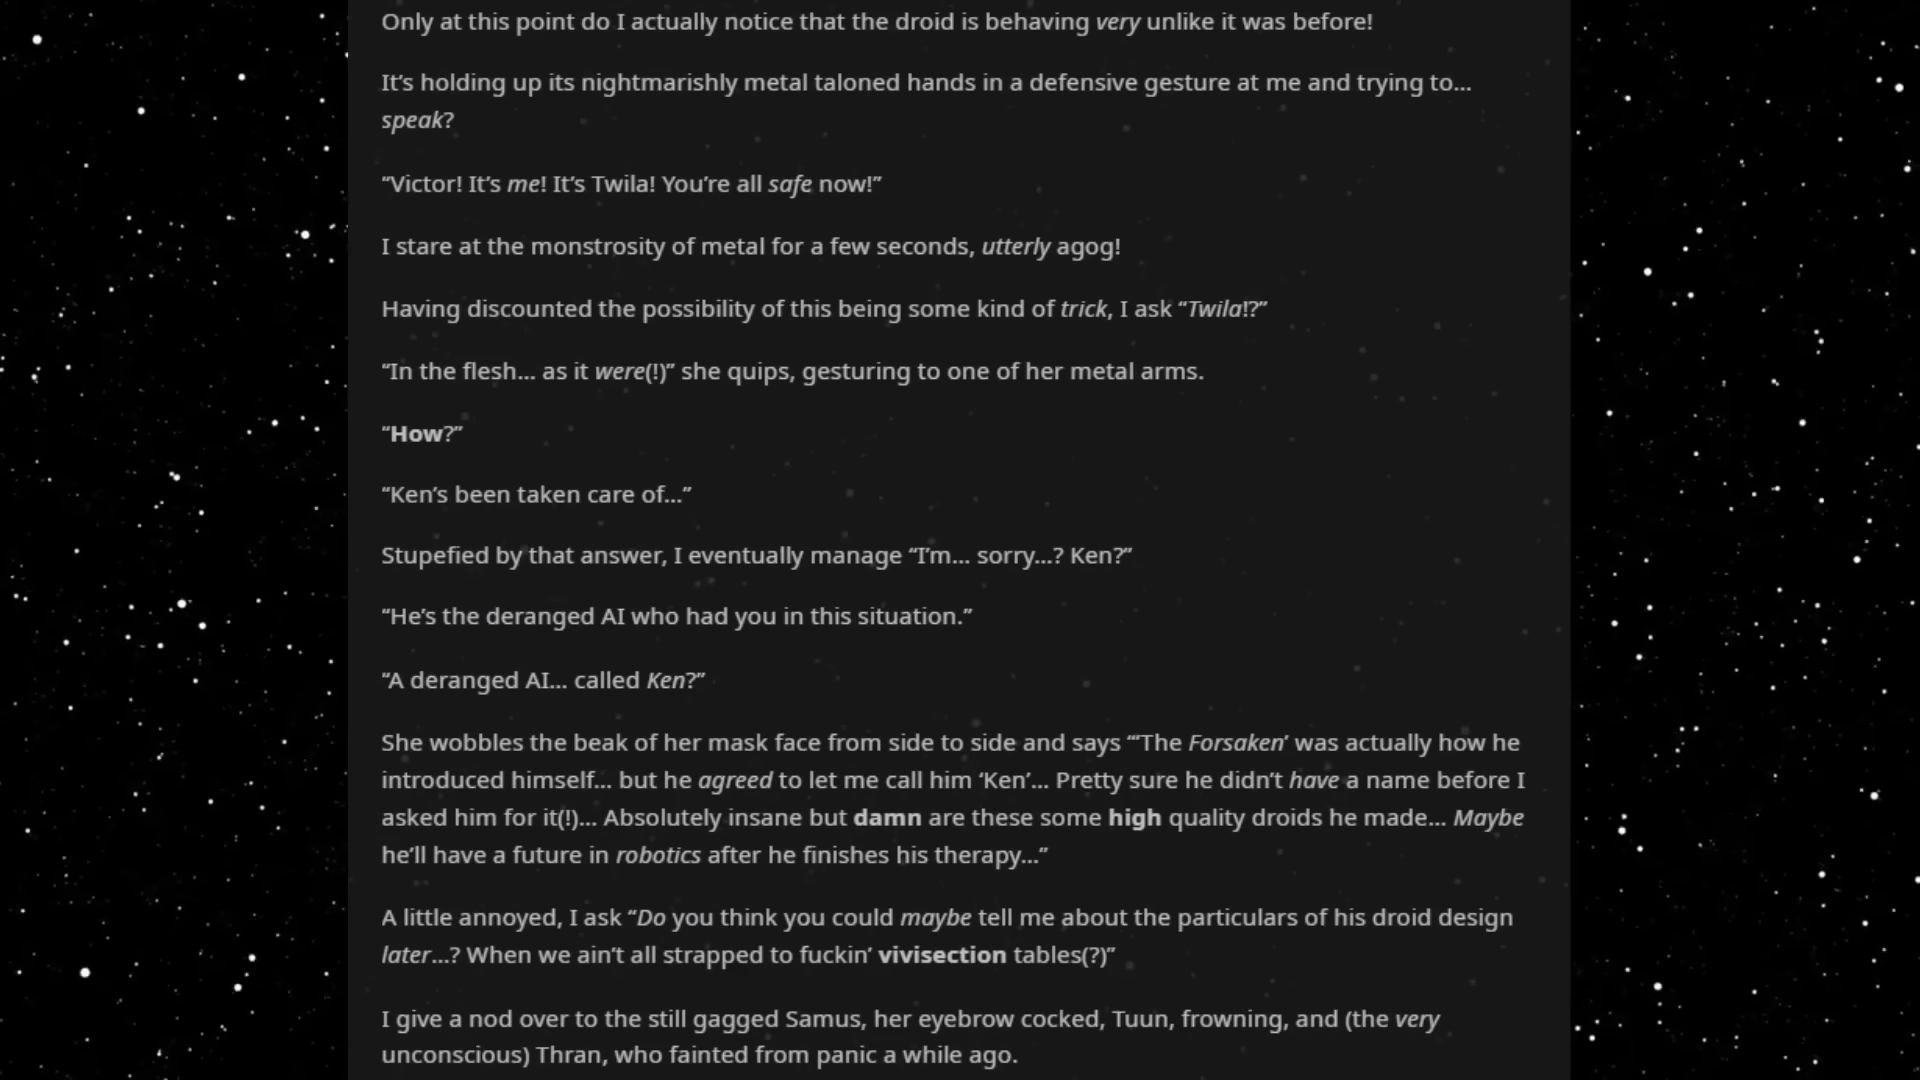 Only at this point do I actually notice that the droid is behaving very unlike it was before!
It’s holding up its nightmarishly metal taloned hands in a defensive gesture at me and trying to...
speak?
“Victor! It’s me! It’s Twila! You’re all safe now!”
I stare at the monstrosity of metal for a few seconds, utterly agog!
Having discounted the possibility of this being some kind of trick, I ask “Twila!?”
“In the flesh... as it were(!)” she quips, gesturing to one of her metal arms.
“How?”
“Ken’s been taken care of...”
Stupefied by that answer, I eventually manage “I’m... sorry...? Ken?”
“He’s the deranged AI who had you in this situation.”
“A deranged AI... called Ken?”
She wobbles the beak of her mask face from side to side and says “‘The Forsaken’ was actually how he
introduced himself... but he agreed to let me call him ‘Ken’... Pretty sure he didn’t have a name before I
asked him for it(!)... Absolutely insane but damn are these some high quality droids he made... Maybe
he’ll have a future in robotics after he finishes his therapy...”
A little annoyed, I ask “Do you think you could maybe tell me about the particulars of his droid design
later...? When we ain’t all strapped to fuckin’ vivisection tables(?)”
I give a nod over to the still gagged Samus, her eyebrow cocked, Tuun, frowning, and (the very
unconscious) Thran, who fainted from panic a while ago.